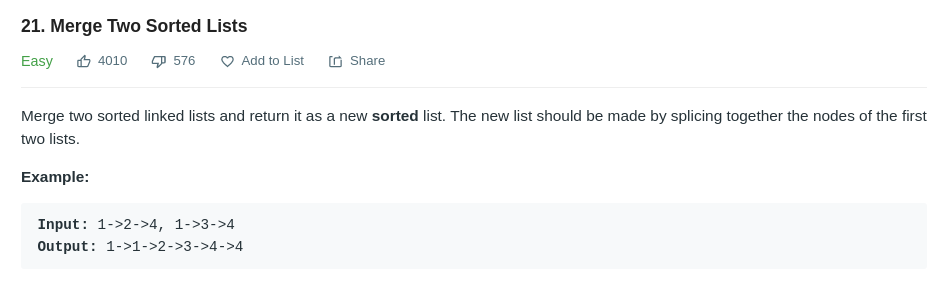 21. Merge Two Sorted Lists
Easy 4010 576 Add to List Share
Merge two sorted linked lists and return it as a new sorted list. The new list should be made by splicing together the nodes of the first
two lists.
Example:
Input: 1->2->4, 1->3->4
Output: 1->1->2->3->4->4